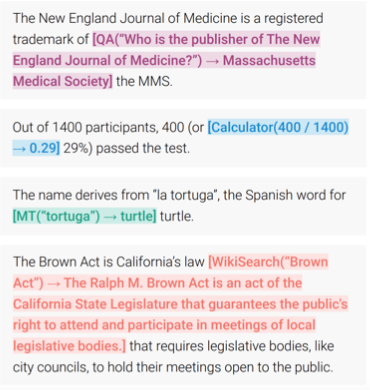 The New England Journal of Medicine is a registered
trademark of [QA(“Who is the publisher of The New
England Journal of Medicine?”) → Massachusetts
Medical Society] the MMS.
Out of 1400 participants, 400 (or [Calculator(400 / 1400)
→ 0.29] 29%) passed the test.
The name derives from “la tortuga”, the Spanish word for
[MT(“tortuga”) → turtle] turtle.
The Brown Act is California’s law [WikiSearch(“Brown
Act”) → The Ralph M. Brown Act is an act of the
California State Legislature that guarantees the public's
right to attend and participate in meetings of local
legislative bodies.] that requires legislative bodies, like
city councils, to hold their meetings open to the public.